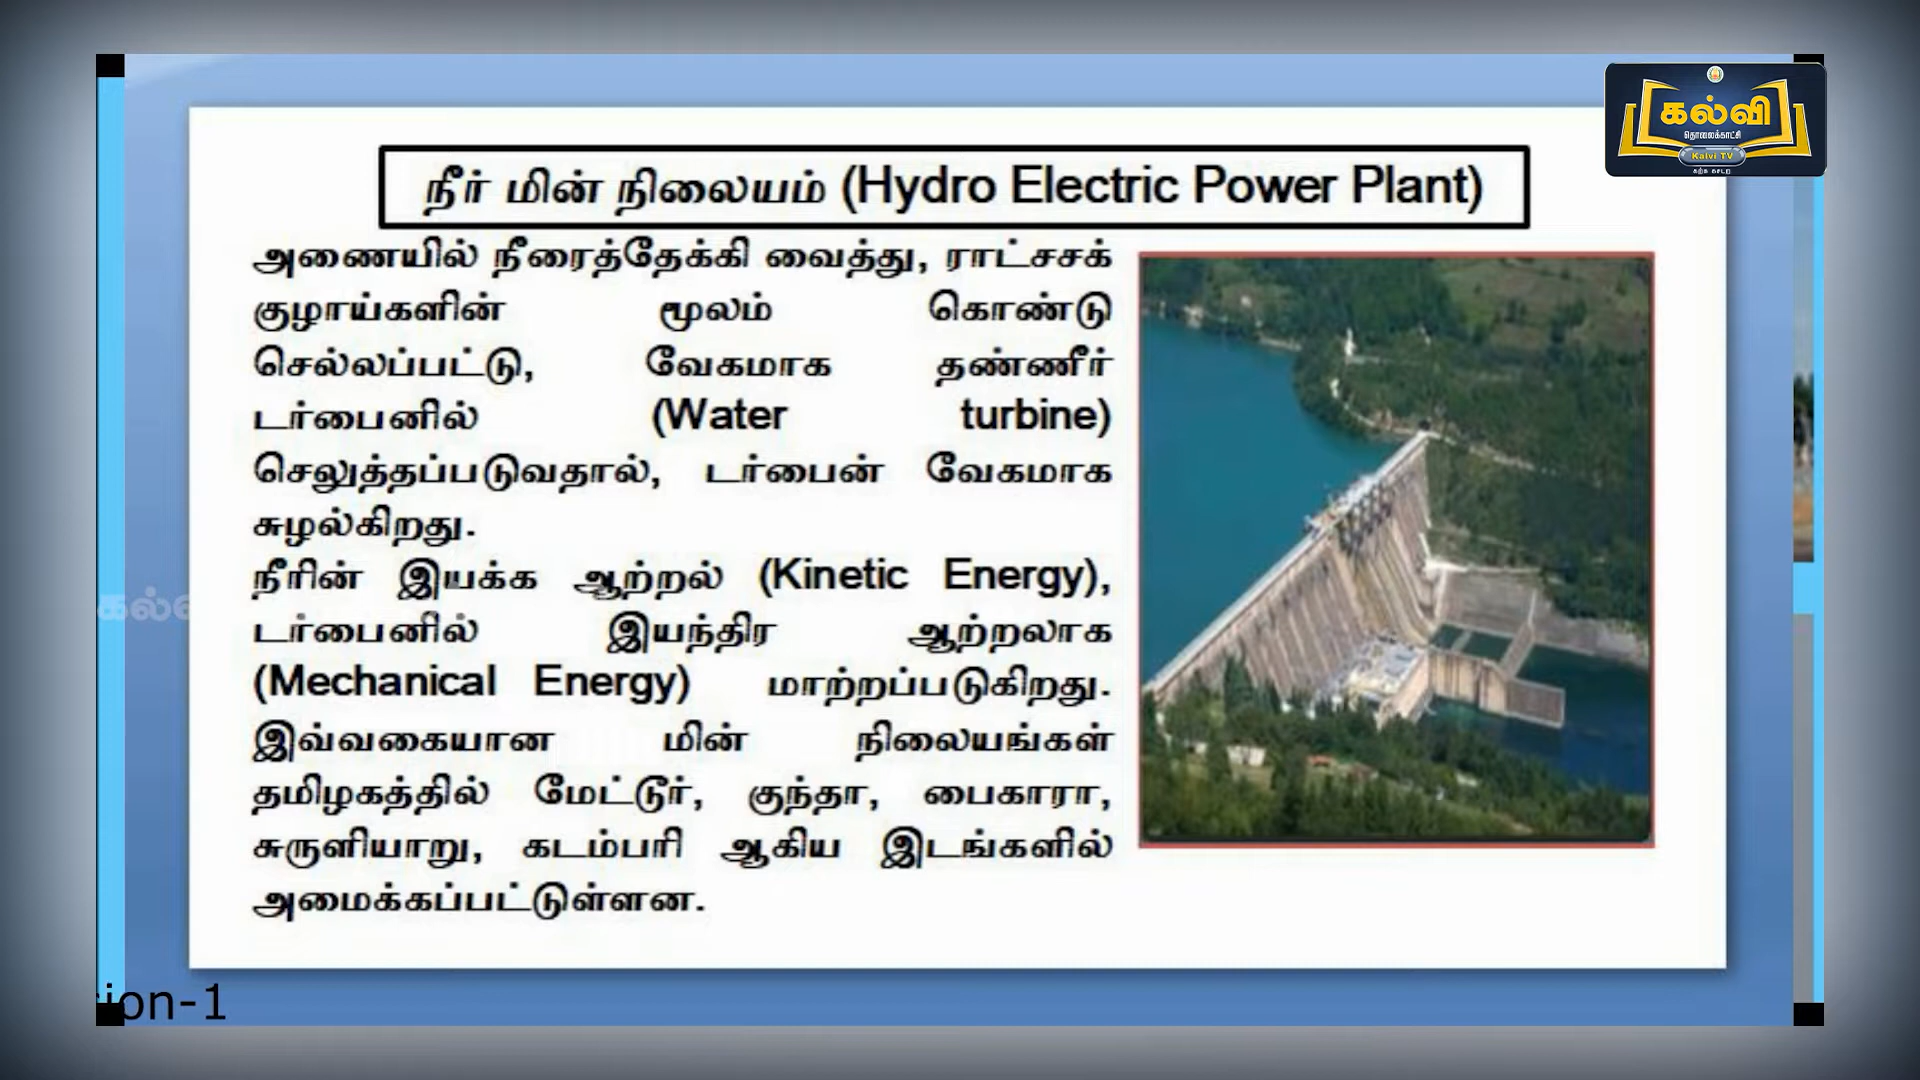 கல்வி
தொலைக்காட்சி
Kalvi TV
நீர் மின் நிலையம் (Hydro Electric Power Plant)
அணையில் நீரைத்தேக்கி வைத்து, ராட்சசக்
குழாய்களின் மூலம் கொண்டு
செல்லப்பட்டு, வேகமாக தண்ணீர்
டர்பைனில் (Water turbine)
செலுத்தப்படுவதால், டர்பைன் வேகமாக
சுழல்கிறது.
நீரின் இயக்க ஆற்றல் (Kinetic Energy),
டர்பைனில் இயந்திர ஆற்றலாக
(Mechanical Energy) மாற்றப்படுகிறது.
இவ்வகையான மின் நிலையங்கள்
தமிழகத்தில் மேட்டூர், குந்தா, பைகாரா,
சுருளியாறு, கடம்பரி ஆகிய இடங்களில்
அமைக்கப்பட்டுள்ளன.